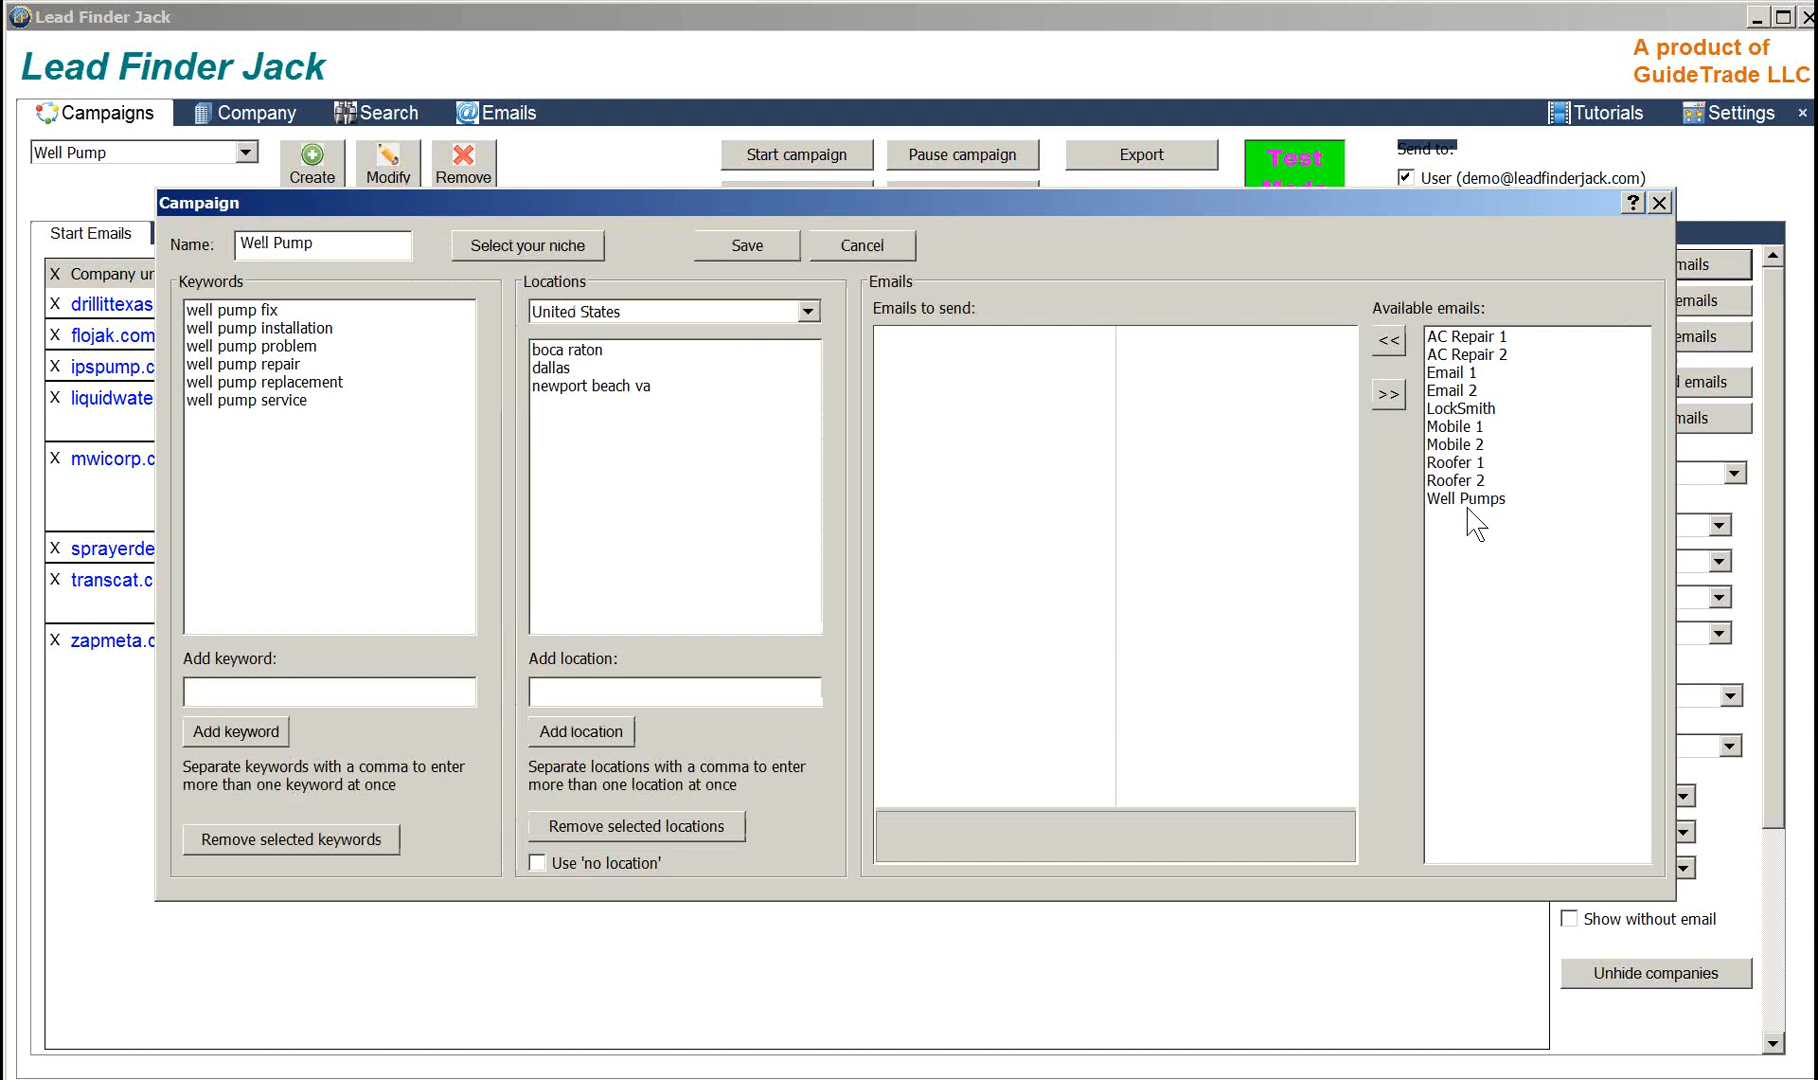 Lead Finder Jack
Lead Finder Jack
A product of
GuideTrade LLC
Campaigns
Company
Search
Emails
Tutorials
Settings
Well Pump
Create
Modify
Remove
Start campaign
Pause campaign
Export
Test
Send to:
User (demo@leadfinderjack.com)
Campaign
Start Emails
Name:
Well Pump
Select your niche
Save
Cancel
X Company
X drillittexas
X flojak.com
X ipspump.c
X liquidwate
X mwicorp.c
X sprayerde
X transcat.c
X zapmeta.c
Keywords
well pump fix
well pump installation
well pump problem
well pump repair
well pump replacement
well pump service
Add keyword:
Add keyword
Separate keywords with a comma to enter
more than one keyword at once
Remove selected keywords
Locations
United States
boca raton
dallas
newport beach va
Add location:
Add location
Separate locations with a comma to enter
more than one location at once
Remove selected locations
Use 'no location'
Emails
Emails to send:
<<
>>
Available emails:
AC Repair 1
AC Repair 2
Email 1
Email 2
LockSmith
Mobile 1
Mobile 2
Roofer 1
Roofer 2
Well Pumps
emails
emails
Show without email
Unhide companies